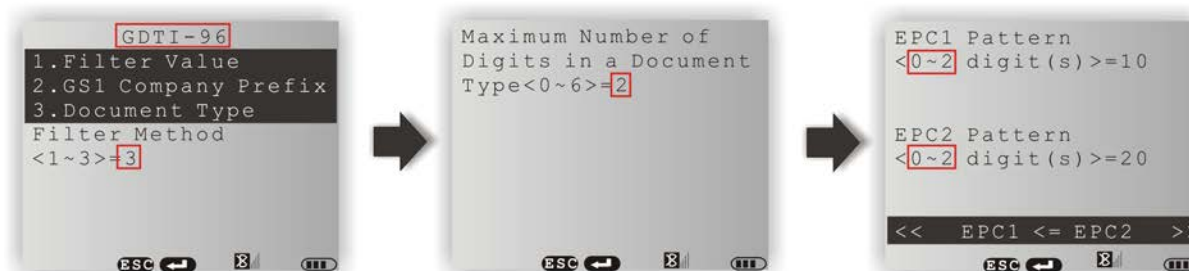 GDTI-96
1.Filter Value
2.GS1 Company Prefix
3.Document Type
Filter Method
<1~3>=3
ESC
Maximum Number of
Digits in a Document
Type<0~6>=2
ESC
EPC1 Pattern
<0~2 digit(s)>=10
EPC2 Pattern
<0~2 digit(s)>=20
<< EPC1 <= EPC2 >
ESC